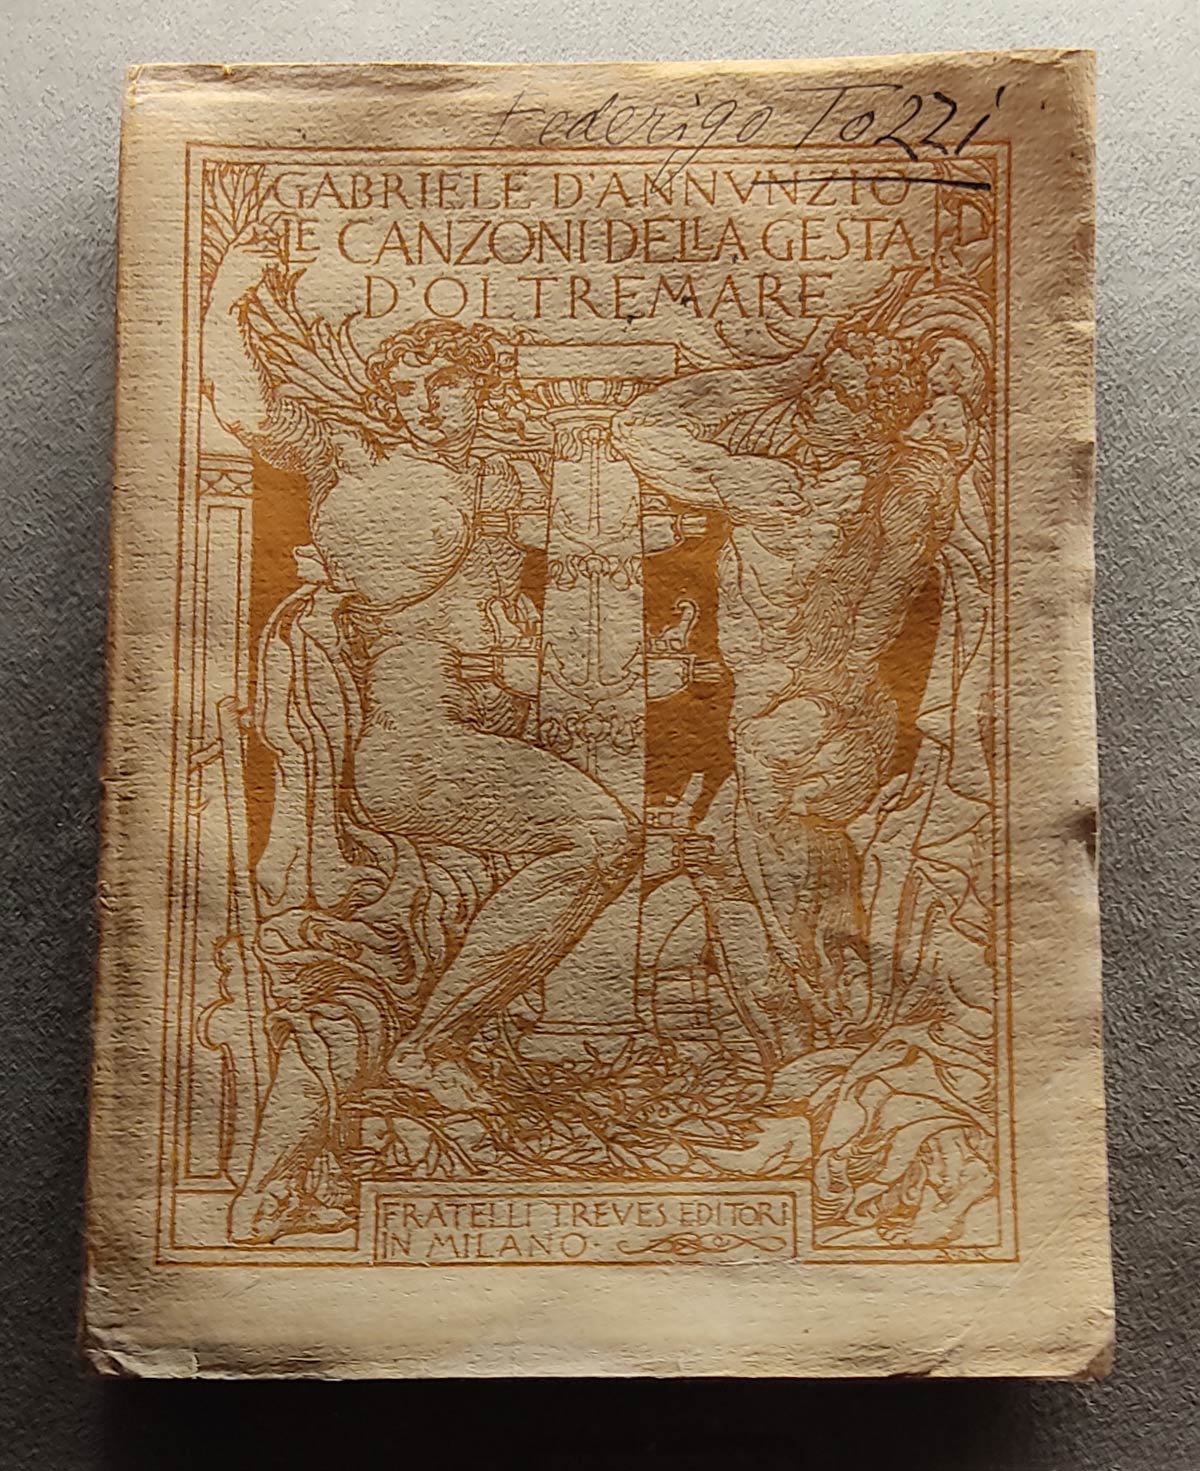 Federigo Tozzi
GABRIELE D'ANNVNZIO
LE CANZONI DELLA GESTA
D'OLTREMARE
FRATELLI TREVES EDITORI
IN MILANO